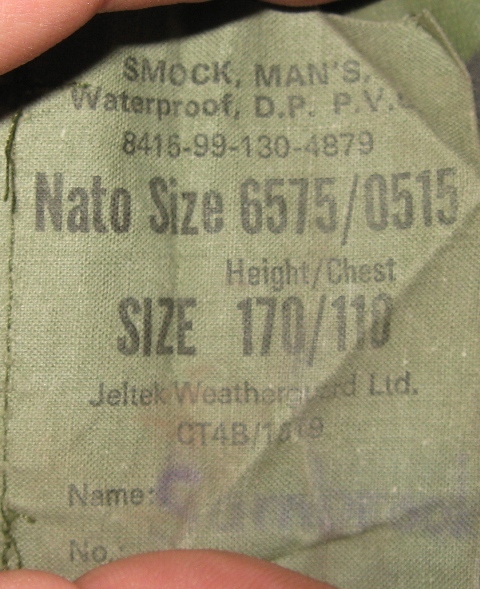 SMOCK, MAN'S,
Waterproof, D.P. P.V.C
8415-99-130-4879
Nato Size 6575/0515
Height/Chest
SIZE 170/110
Jeltek Weatherguard Ltd.
Name:
No.: